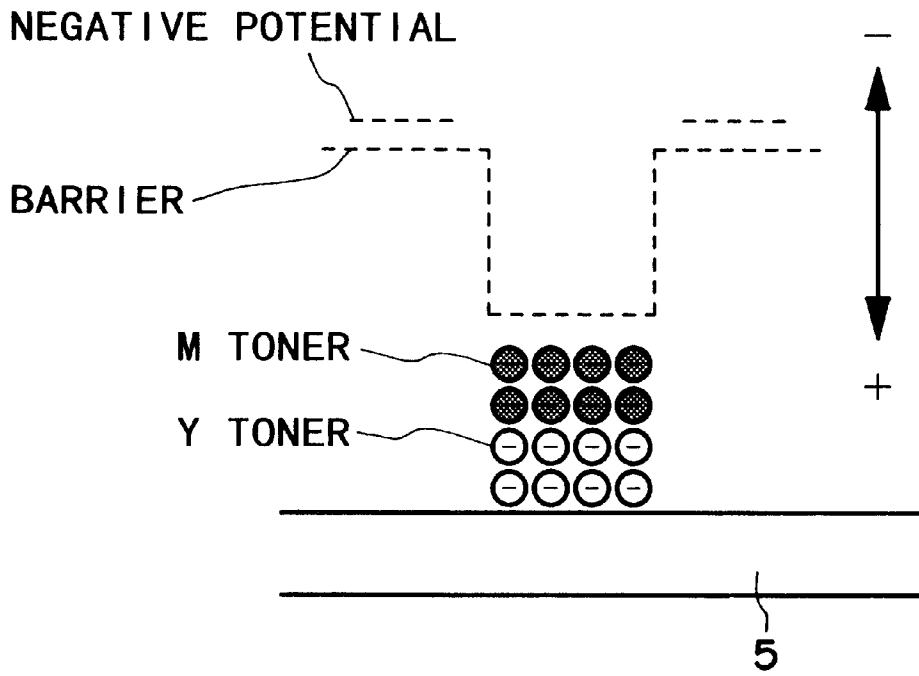 NEGATIVE POTENTIAL
−
BARRIER
M TONER
+
Y TONER
− − − −
− − − −
5